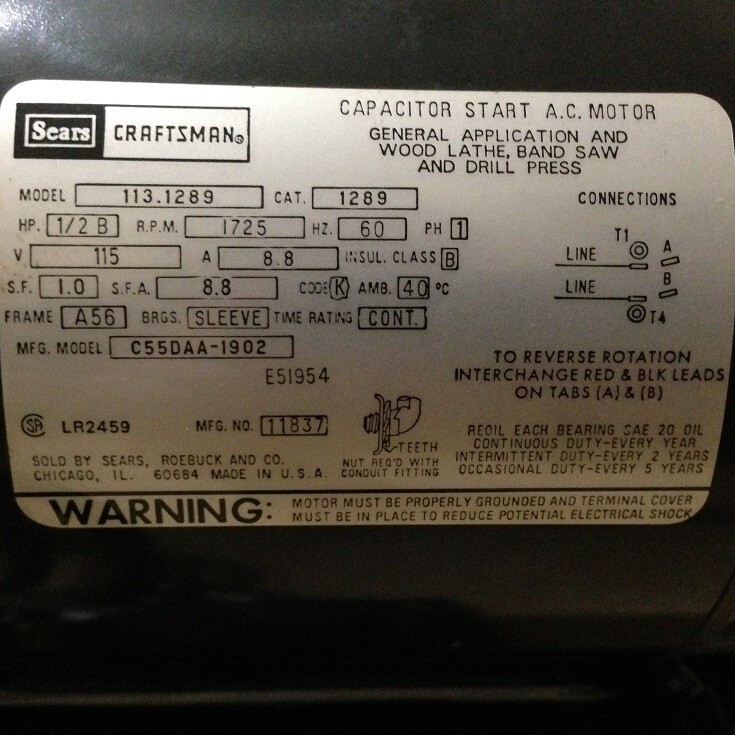 Sears CRAFTSMAN®
CAPACITOR START A.C. MOTOR
GENERAL APPLICATION AND
WOOD LATHE, BAND SAW
AND DRILL PRESS
MODEL 113.1289 CAT. 1289
HP. 1/2 B R.P.M. 1725 HZ. 60 PH 1
V 115 A 8.8 INSUL. CLASS B
S.F. 1.0 S.F.A. 8.8 CODE K AMB. 40 °C
FRAME A56 BRGS. SLEEVE TIME RATING CONT.
MFG. MODEL C55DAA-1902
E51954
SA LR2459 MFG. NO. 11837
SOLD BY SEARS, ROEBUCK AND CO.
CHICAGO, IL. 60684 MADE IN U.S.A.
TEETH
NUT REQ'D WITH
CONDUIT FITTING
CONNECTIONS
T1
LINE A
LINE B
T4
TO REVERSE ROTATION
INTERCHANGE RED & BLK LEADS
ON TABS (A) & (B)
REOIL EACH BEARING SAE 20 OIL
CONTINUOUS DUTY-EVERY YEAR
INTERMITTENT DUTY-EVERY 2 YEARS
OCCASIONAL DUTY-EVERY 5 YEARS
WARNING: MOTOR MUST BE PROPERLY GROUNDED AND TERMINAL COVER
MUST BE IN PLACE TO REDUCE POTENTIAL ELECTRICAL SHOCK